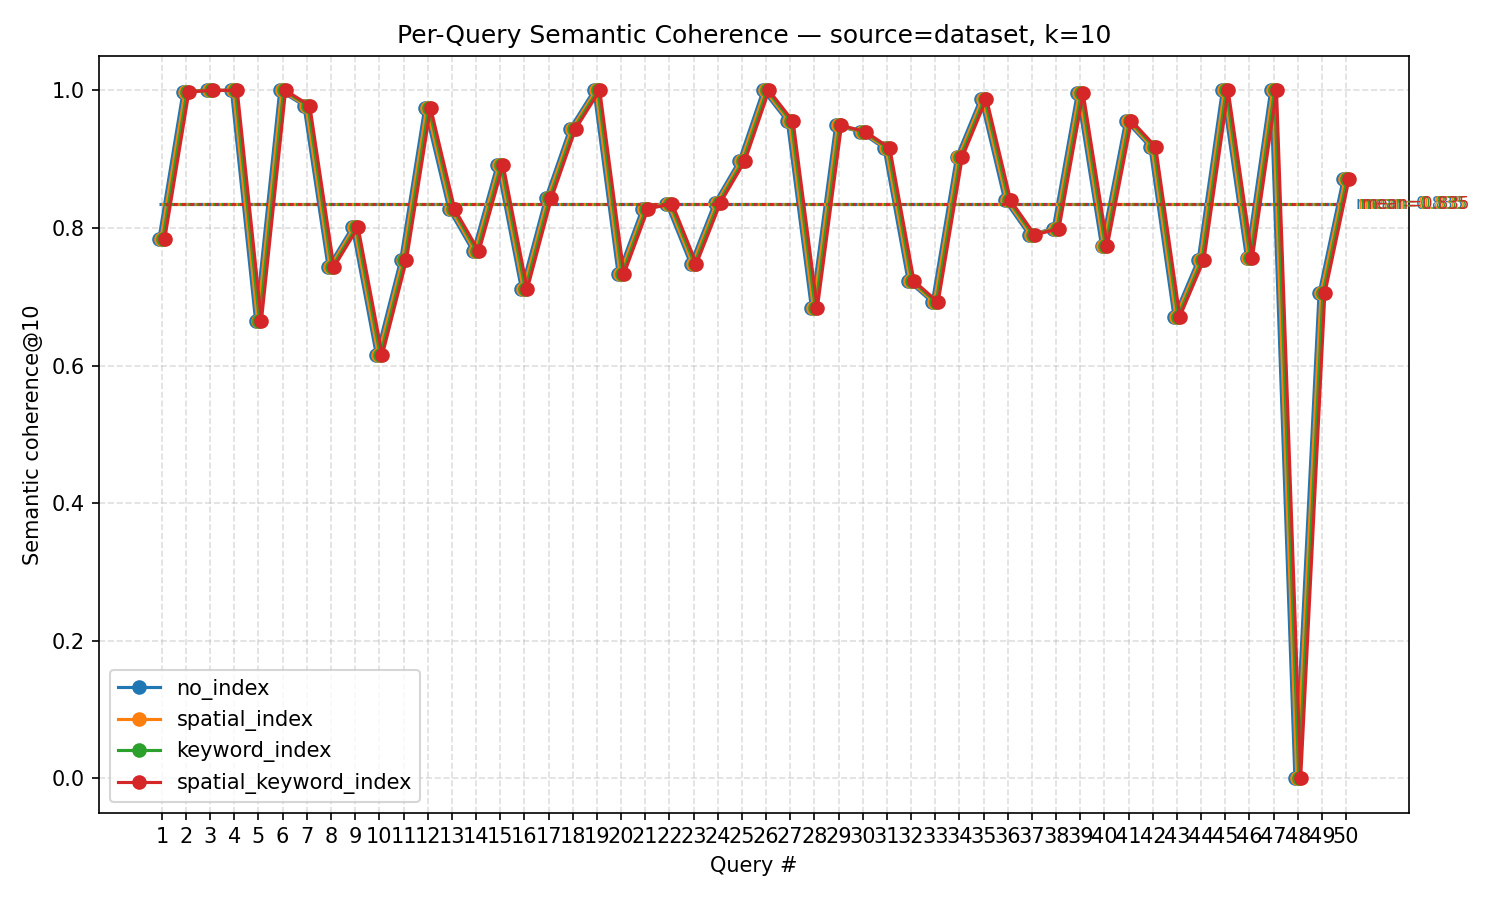 Per-Query Semantic Coherence — source=dataset, k=10
1.0
0.8
0.6
0.4
0.2
0.0
Semantic coherence@10
mean=0.835
no_index
spatial_index
keyword_index
spatial_keyword_index
1 2 3 4 5 6 7 8 9 10 11 12 13 14 15 16 17 18 19 20 21 22 23 24 25 26 27 28 29 30 31 32 33 34 35 36 37 38 39 40 41 42 43 44 45 46 47 48 49 50
Query #